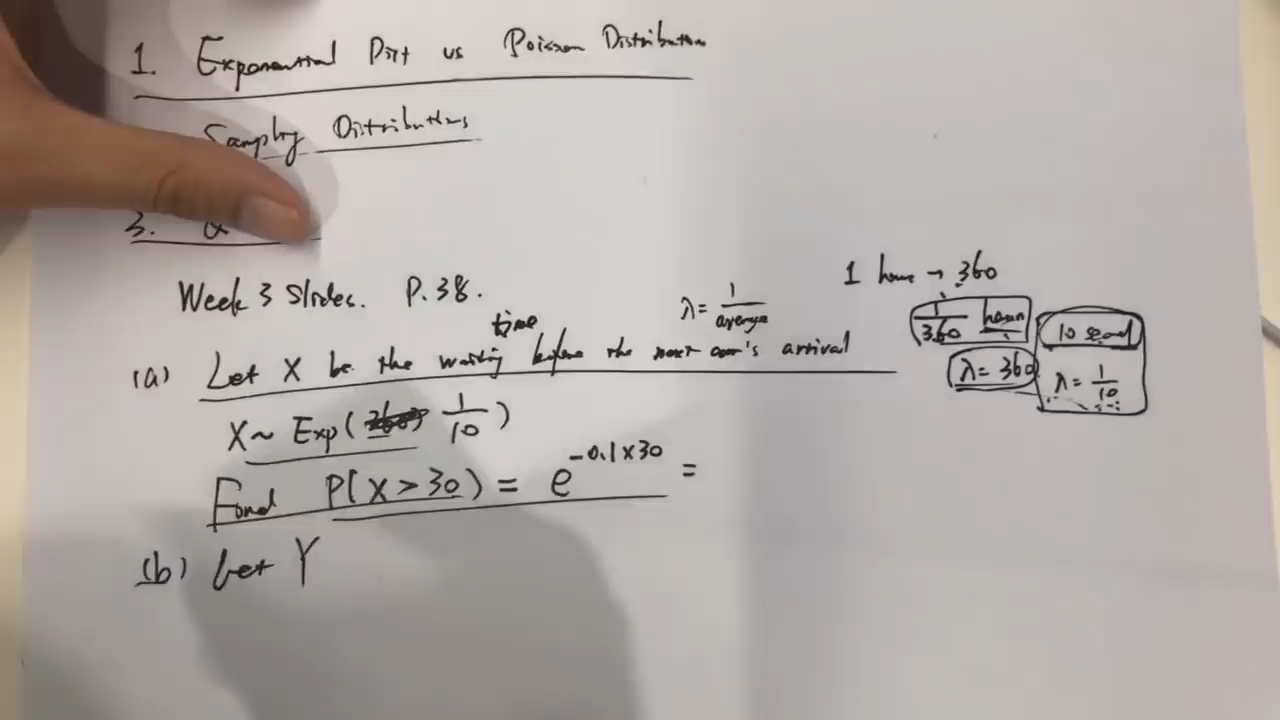 1. Exponential Dist vs Poisson Distribution
Sampling Distributions
3. Q
Week 3 Slides. P.38.
1 hour → 360
1/360 hours
10 second
λ = 360
λ = 1/10
λ = 1/average
(a) Let X be the waiting time before the next car's arrival
X ~ Exp( 1/10 )
Find P(X > 30) = e^{-0.1×30} =
(b) Let Y